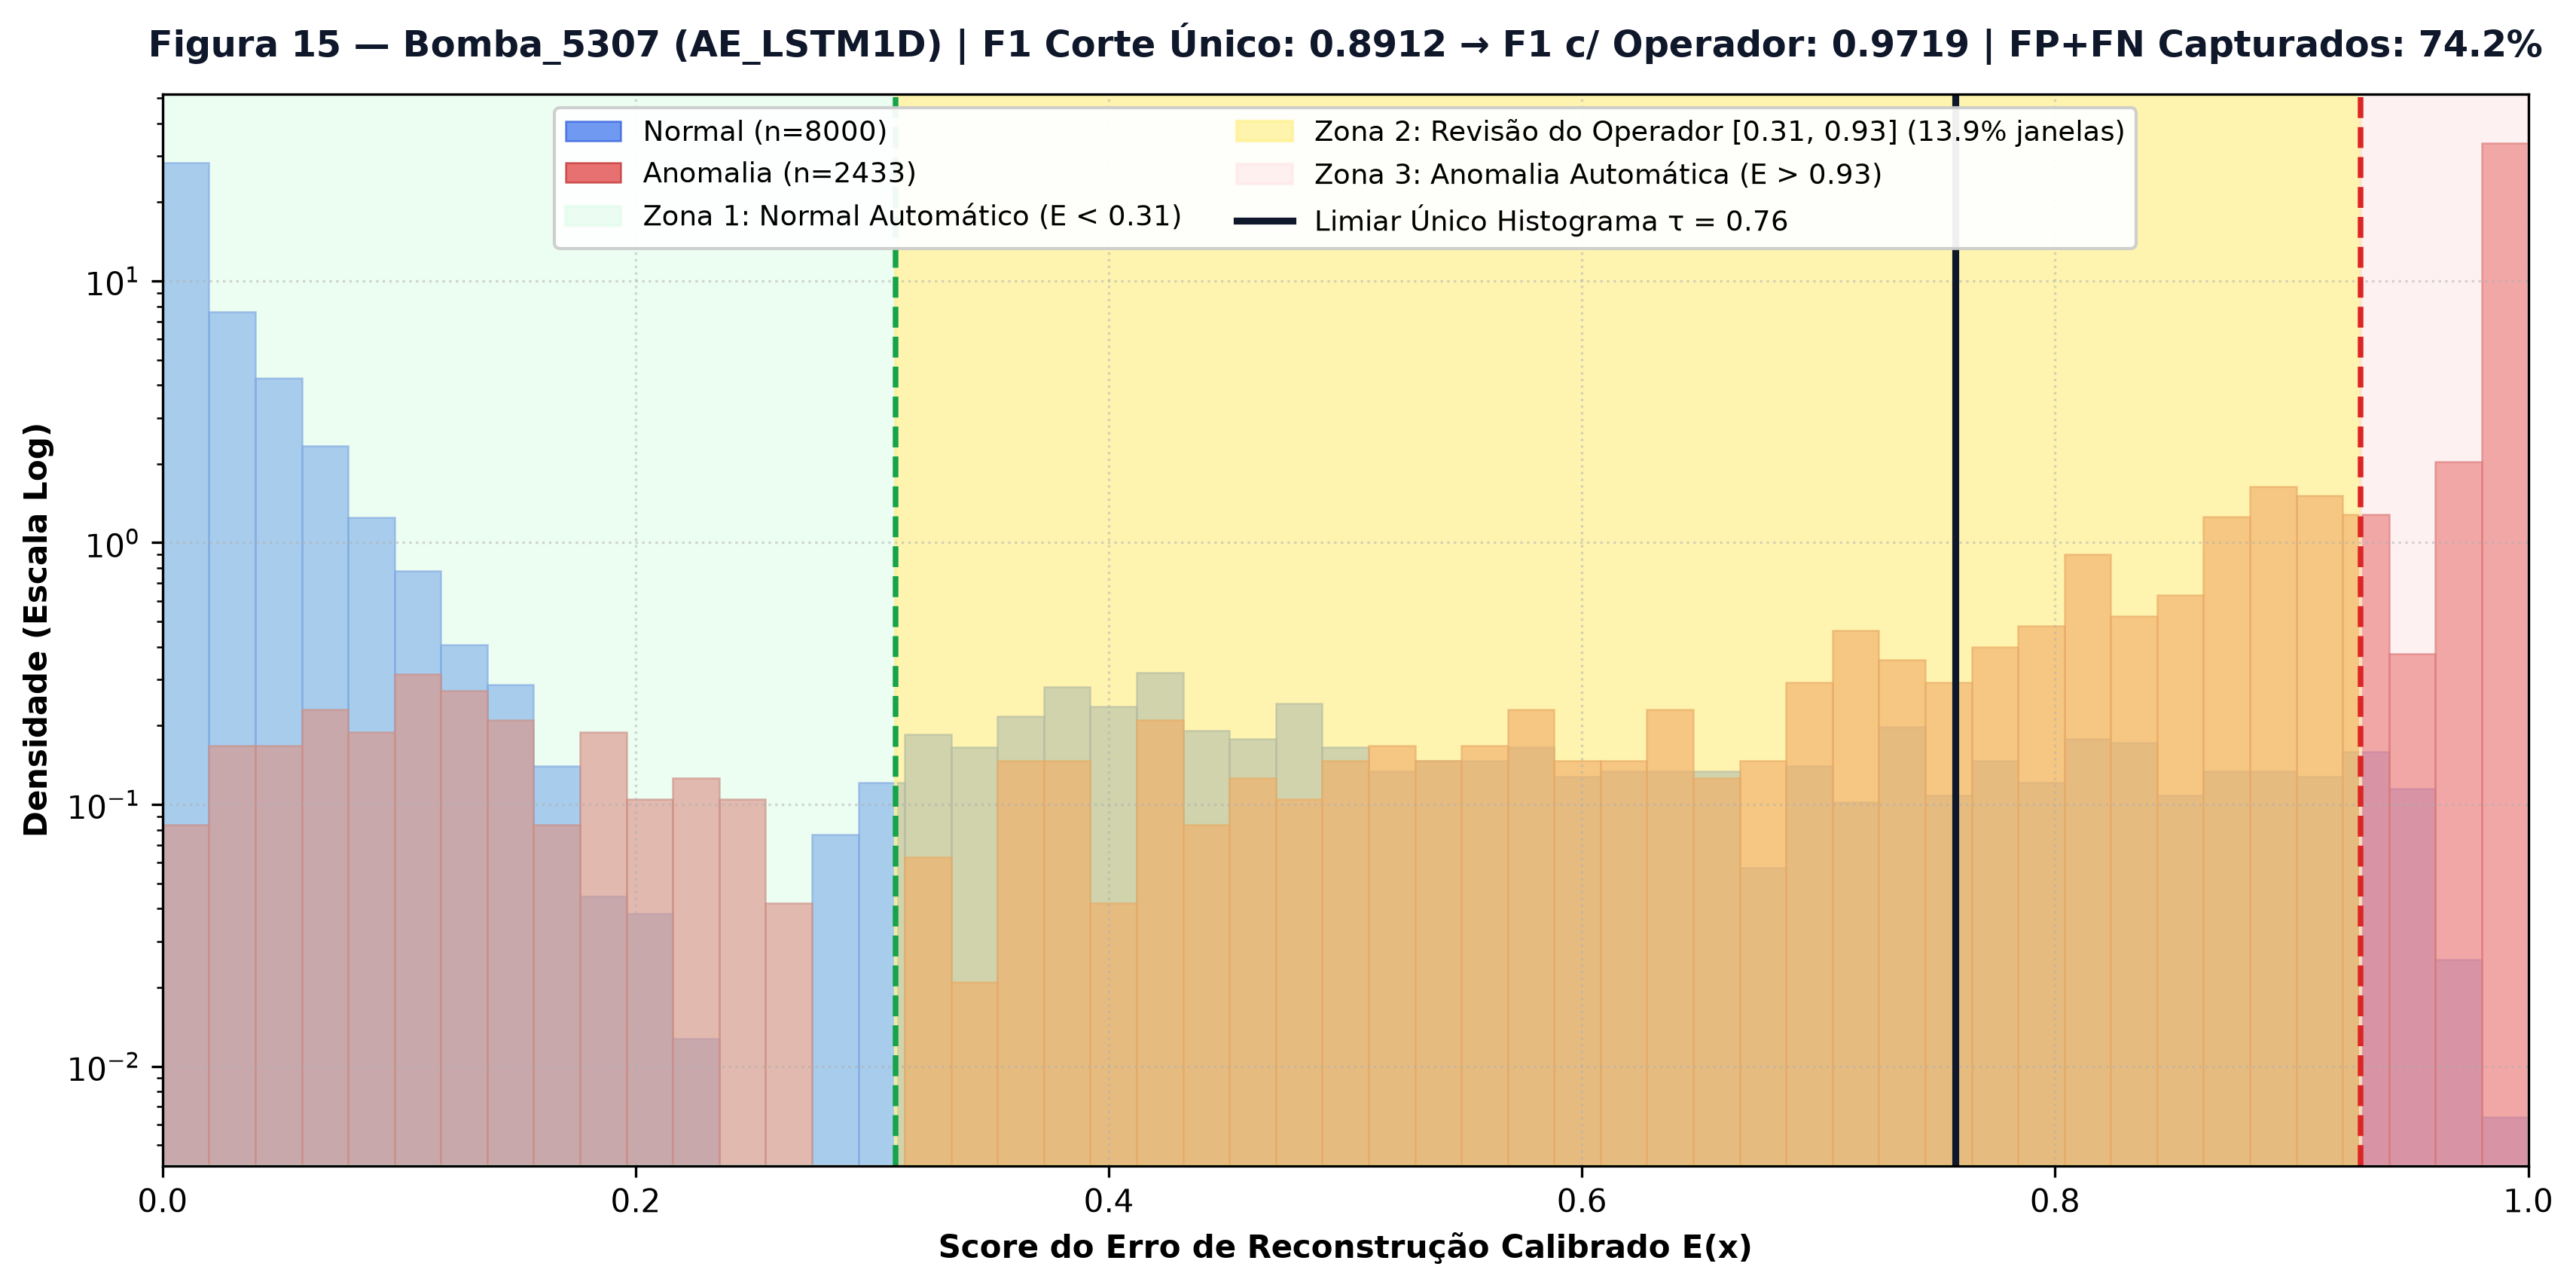 Figura 15 — Bomba_5307 (AE_LSTM1D) | F1 Corte Único: 0.8912 → F1 c/ Operador: 0.9719 | FP+FN Capturados: 74.2%
Normal (n=8000)
Anomalia (n=2433)
Zona 1: Normal Automático (E < 0.31)
Zona 2: Revisão do Operador [0.31, 0.93] (13.9% janelas)
Zona 3: Anomalia Automática (E > 0.93)
Limiar Único Histograma τ = 0.76
Densidade (Escala Log)
10¹
10⁰
10⁻¹
10⁻²
0.0 0.2 0.4 0.6 0.8 1.0
Score do Erro de Reconstrução Calibrado E(x)